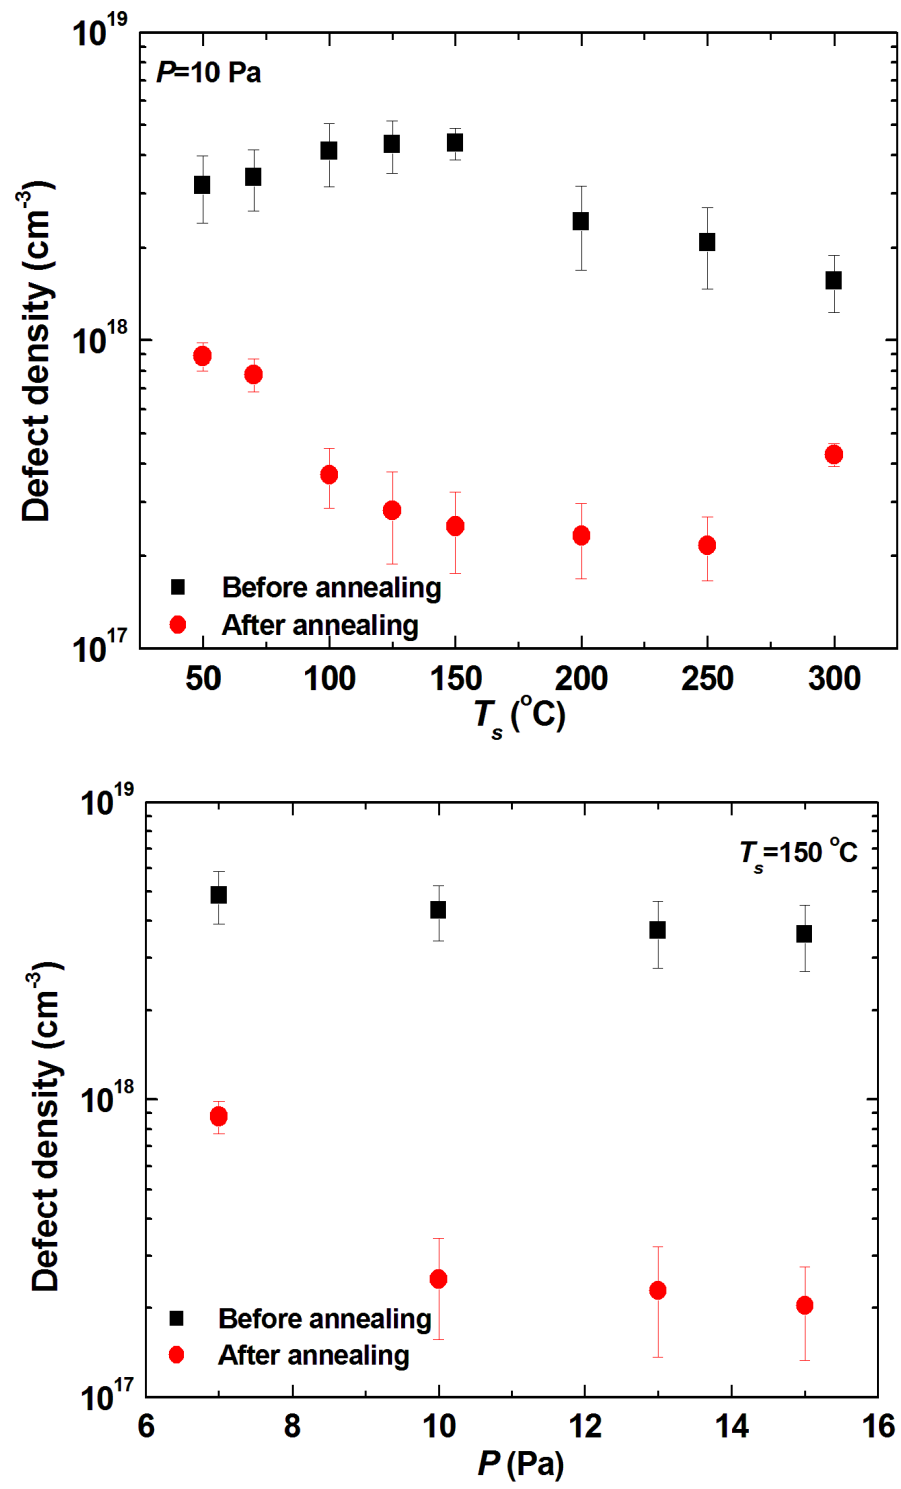 10^19
P=10 Pa
Defect density (cm^-3)
10^18
Before annealing
After annealing
10^17
50 100 150 200 250 300
T_s (°C)
10^19
T_s=150 °C
Defect density (cm^-3)
10^18
Before annealing
After annealing
10^17
6 8 10 12 14 16
P (Pa)